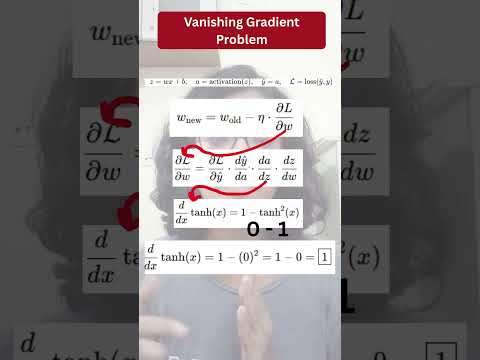 Vanishing Gradient
Problem
w_new
z = wx + b, a = activation(z), ŷ = a, ℒ = loss(ŷ, y)
w_new = w_old − η · ∂L/∂w
∂ℒ/∂w = ∂ℒ/∂ŷ · dŷ/da · da/dz · dz/dw
d/dx tanh(x) = 1 − tanh²(x)
0 - 1
d/dx tanh(x) = 1 − (0)² = 1 − 0 = 1